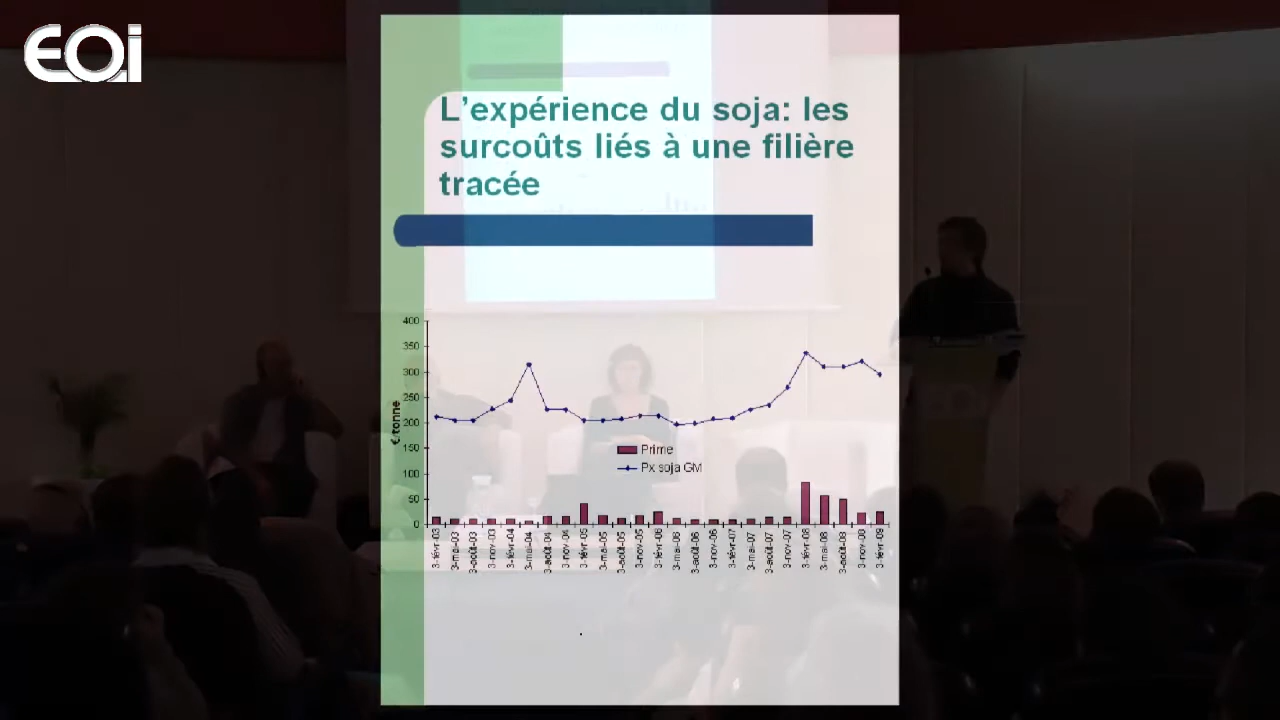 EOi
L'expérience du soja: les
surcoûts liés à une filière
tracée
400
350
300
250
200
150
100
50
0
€/tonne
Prime
Px soja GM
3-févr-03
3-mai-03
3-août-03
3-nov-03
3-févr-04
3-mai-04
3-août-04
3-nov-04
3-févr-05
3-mai-05
3-août-05
3-nov-05
3-févr-06
3-mai-06
3-août-06
3-nov-06
3-févr-07
3-mai-07
3-août-07
3-nov-07
3-févr-08
3-mai-08
3-août-08
3-nov-08
3-févr-09